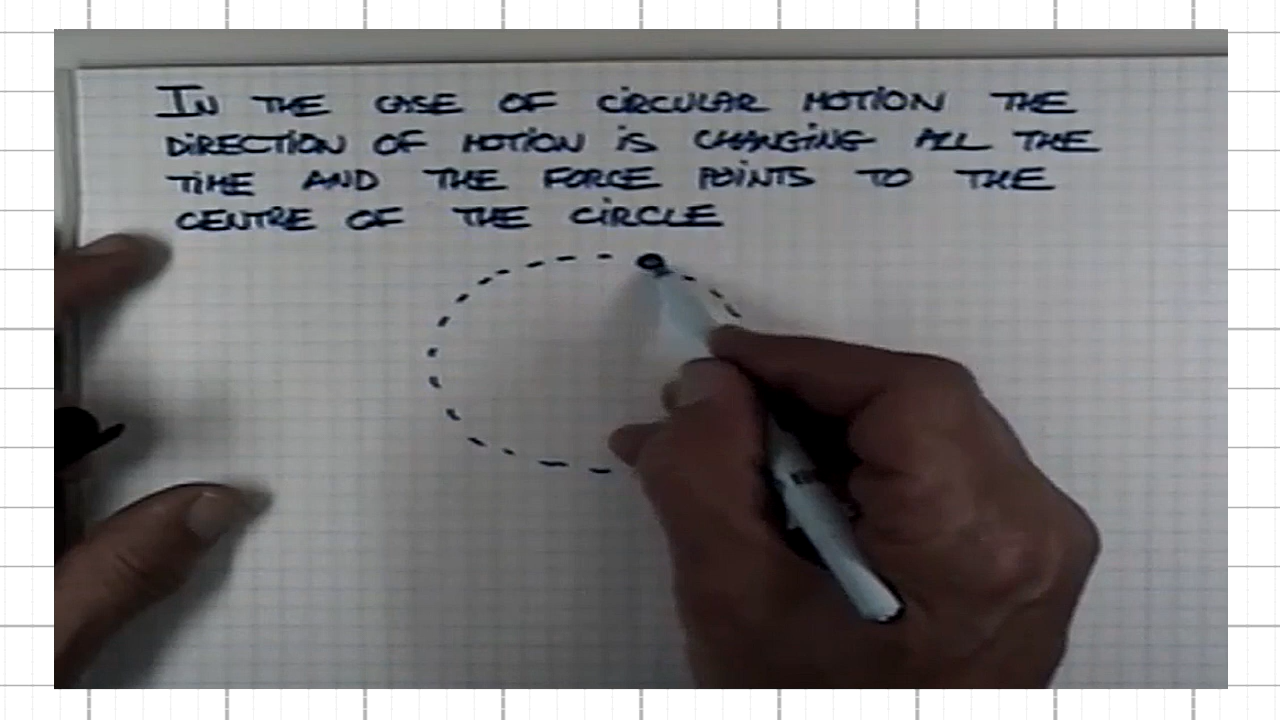 IN THE CASE OF CIRCULAR MOTION THE
DIRECTION OF MOTION IS CHANGING ALL THE
TIME AND THE FORCE POINTS TO THE
CENTRE OF THE CIRCLE